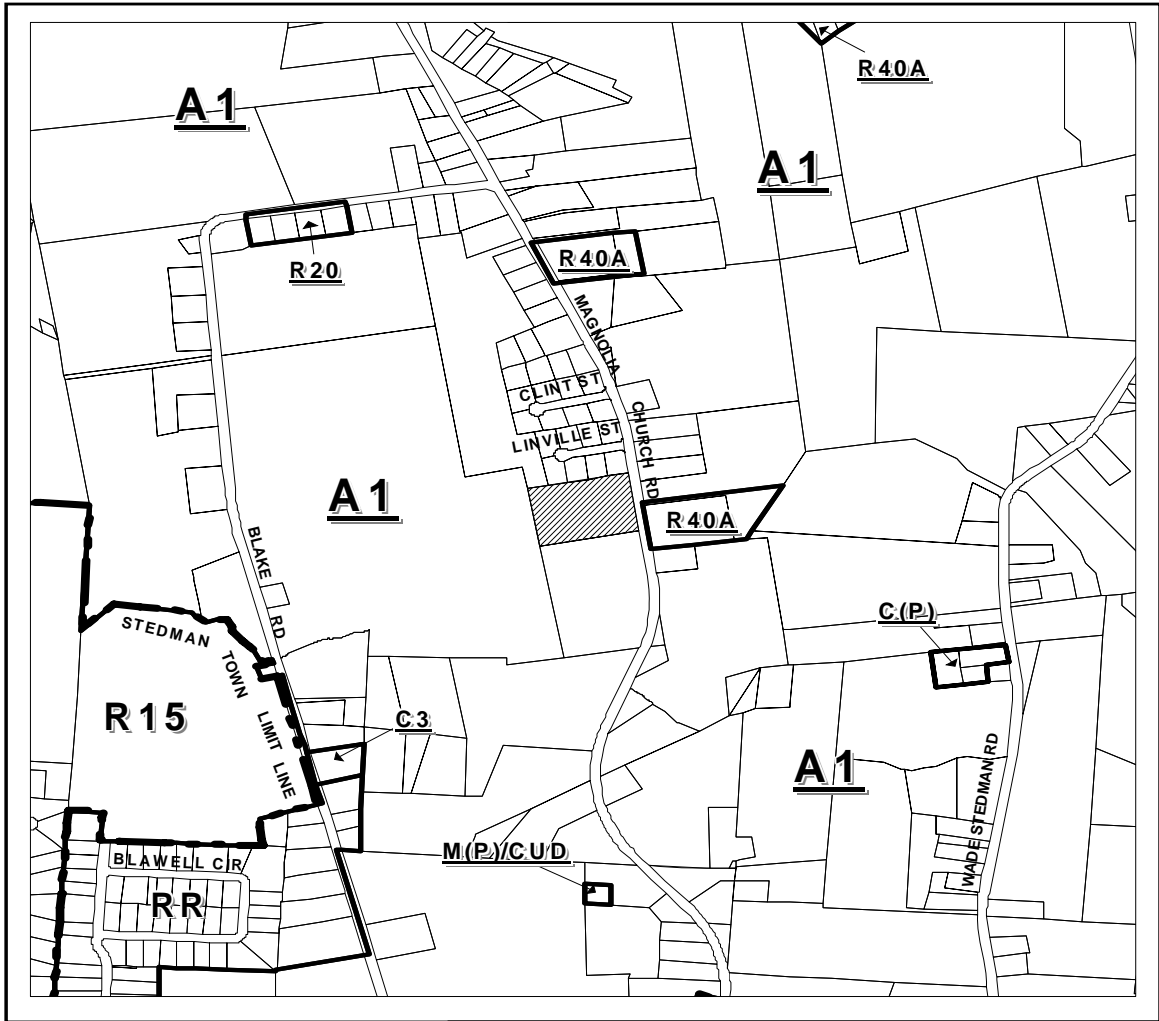 R40A
A1
A1
R20
R40A
MAGNOLIA CHURCH RD
CLINT ST
LINVILLE ST
A1
R40A
BLAKE RD
C(P)
STEDMAN TOWN LIMIT LINE
R15
C3
A1
WADE STEDMAN RD
M(P)/CUD
BLAWELL CIR
RR